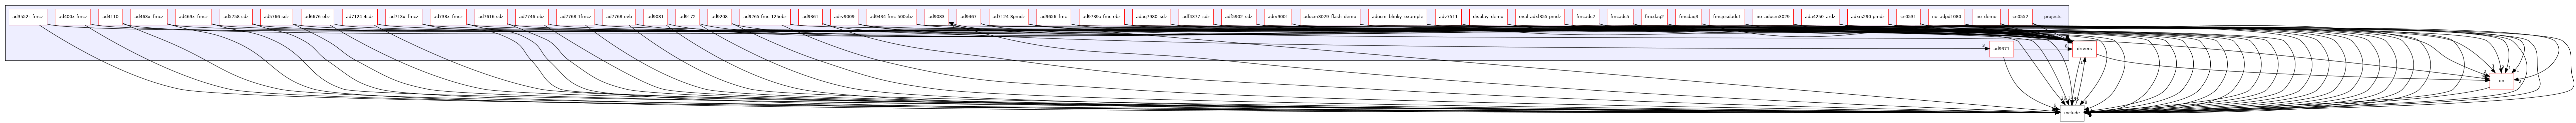 ad3552r_fmcz
ad400x-fmcz
ad4110
ad463x_fmcz
ad469x_fmcz
ad5758-sdz
ad5766-sdz
ad6676-ebz
ad7124-4sdz
ad713x_fmcz
ad738x_fmcz
ad7616-sdz
ad7746-ebz
ad7768-1fmcz
ad7768-evb
ad9081
ad9172
ad9208
ad9265-fmc-125ebz
ad9361
adrv9009
ad9434-fmc-500ebz
ad9083
ad9467
ad7124-8pmdz
ad9656_fmc
ad9739a-fmc-ebz
adaq7980_sdz
adf4377_sdz
adf5902_sdz
adrv9001
aducm3029_flash_demo
aducm_blinky_example
adv7511
display_demo
eval-adxl355-pmdz
fmcadc2
fmcadc5
fmcdaq2
fmcdaq3
fmcjesdadc1
iio_aducm3029
ada4250_ardz
adxrs290-pmdz
cn0531
iio_adpd1080
iio_demo
cn0552
projects
ad9371
drivers
iio
include